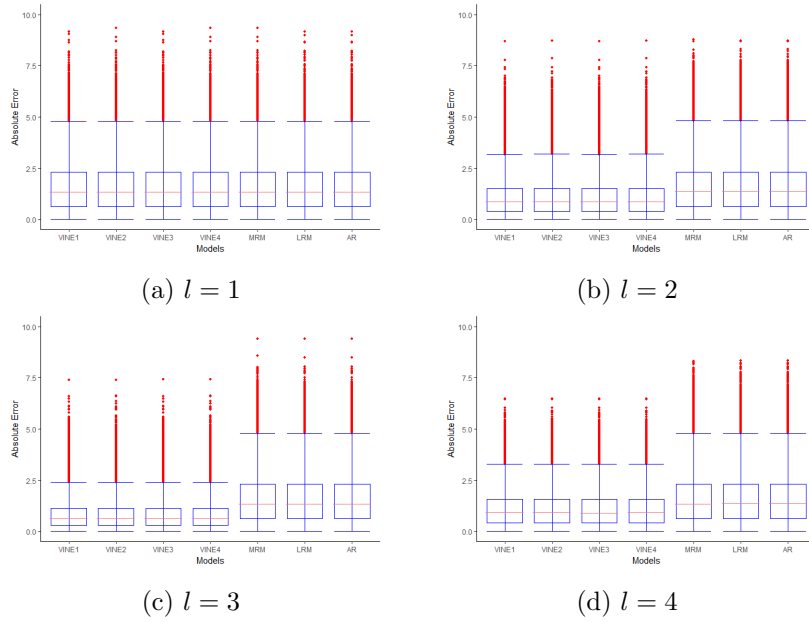 10.0
7.5
5.0
2.5
0.0
Absolute Error
VINE1 VINE2 VINE3 VINE4 MRM LRM AR
Models
(a) l = 1
10.0
7.5
5.0
2.5
0.0
Absolute Error
VINE1 VINE2 VINE3 VINE4 MRM LRM AR
Models
(b) l = 2
10.0
7.5
5.0
2.5
0.0
Absolute Error
VINE1 VINE2 VINE3 VINE4 MRM LRM AR
Models
(c) l = 3
10.0
7.5
5.0
2.5
0.0
Absolute Error
VINE1 VINE2 VINE3 VINE4 MRM LRM AR
Models
(d) l = 4